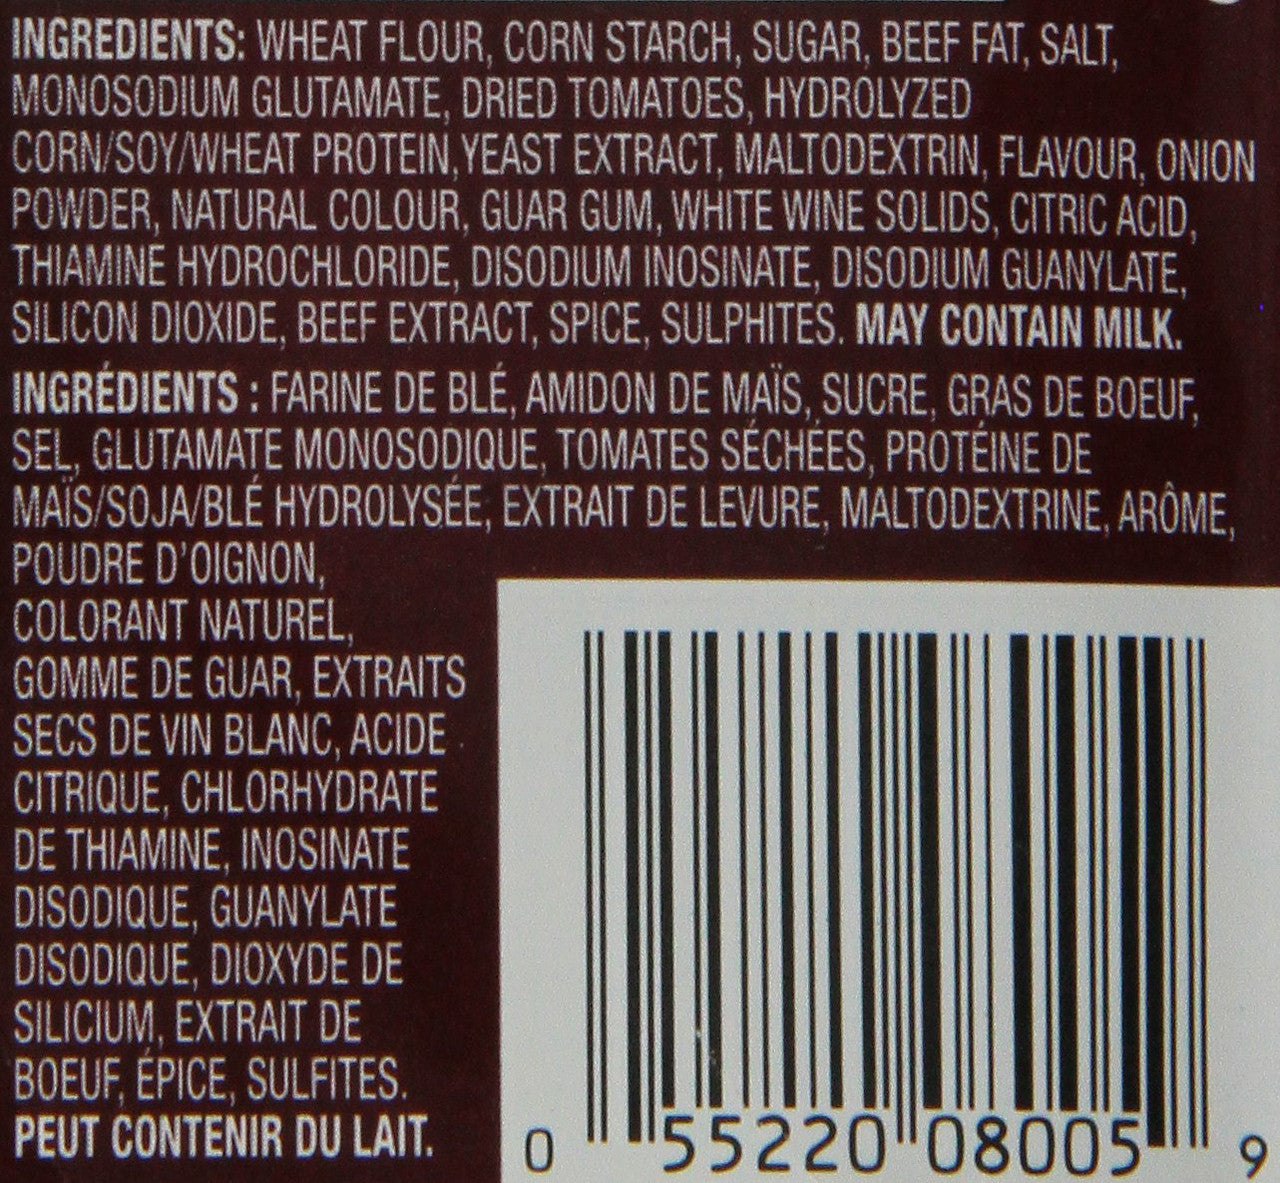 INGREDIENTS: WHEAT FLOUR, CORN STARCH, SUGAR, BEEF FAT, SALT,
MONOSODIUM GLUTAMATE, DRIED TOMATOES, HYDROLYZED
CORN/SOY/WHEAT PROTEIN, YEAST EXTRACT, MALTODEXTRIN, FLAVOUR, ONION
POWDER, NATURAL COLOUR, GUAR GUM, WHITE WINE SOLIDS, CITRIC ACID,
THIAMINE HYDROCHLORIDE, DISODIUM INOSINATE, DISODIUM GUANYLATE,
SILICON DIOXIDE, BEEF EXTRACT, SPICE, SULPHITES. MAY CONTAIN MILK.
INGRÉDIENTS : FARINE DE BLÉ, AMIDON DE MAÏS, SUCRE, GRAS DE BOEUF,
SEL, GLUTAMATE MONOSODIQUE, TOMATES SÉCHÉES, PROTÉINE DE
MAÏS/SOJA/BLÉ HYDROLYSÉE, EXTRAIT DE LEVURE, MALTODEXTRINE, ARÔME,
POUDRE D'OIGNON,
COLORANT NATUREL,
GOMME DE GUAR, EXTRAITS
SECS DE VIN BLANC, ACIDE
CITRIQUE, CHLORHYDRATE
DE THIAMINE, INOSINATE
DISODIQUE, GUANYLATE
DISODIQUE, DIOXYDE DE
SILICIUM, EXTRAIT DE
BOEUF, ÉPICE, SULFITES.
PEUT CONTENIR DU LAIT.
0 55220 08005 9